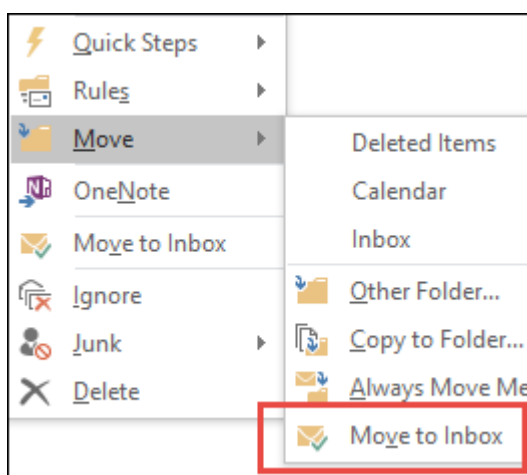 Quick Steps
Rules
Move
OneNote
Move to Inbox
Ignore
Junk
Delete
Deleted Items
Calendar
Inbox
Other Folder...
Copy to Folder...
Always Move
Move to Inbox